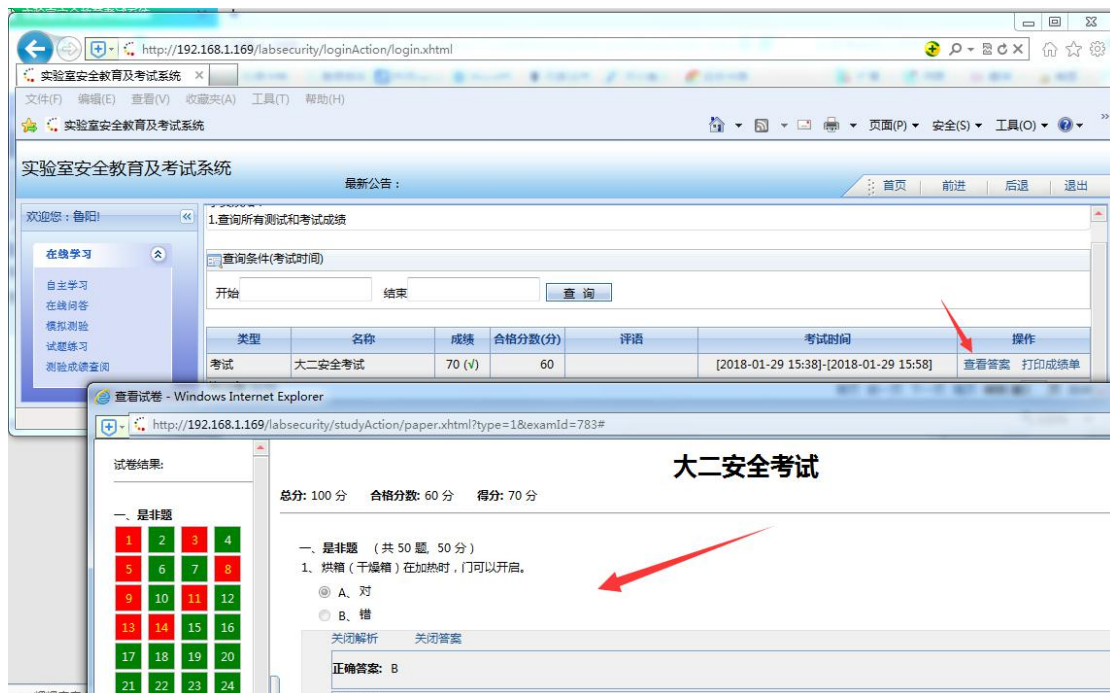 http://192.168.1.169/labsecurity/loginAction/login.xhtml
实验室安全教育及考试系统
文件(F) 编辑(E) 查看(V) 收藏夹(A) 工具(T) 帮助(H)
实验室安全教育及考试系统
页面(P) 安全(S) 工具(O)
实验室安全教育及考试系统
最新公告：
首页 前进 后退 退出
欢迎您：鲁阳!
1.查询所有测试和考试成绩
在线学习
查询条件(考试时间)
自主学习
开始 结束 查 询
在线问答
模拟测验
试题练习
测验成绩查阅
类型 名称 成绩 合格分数(分) 评语 考试时间 操作
考试 大二安全考试 70 (√) 60 [2018-01-29 15:38]-[2018-01-29 15:58] 查看答案 打印成绩单
查看试卷 - Windows Internet Explorer
http://192.168.1.169/labsecurity/studyAction/paper.xhtml?type=1&examId=783#
试卷结果:
大二安全考试
总分: 100 分 合格分数: 60 分 得分: 70 分
一、是非题
1 2 3 4
5 6 7 8
9 10 11 12
13 14 15 16
17 18 19 20
21 22 23 24
一、是非题 （共 50 题, 50 分）
1、烘箱（干燥箱）在加热时，门可以开启。
A、对
B、错
关闭解析 关闭答案
正确答案: B